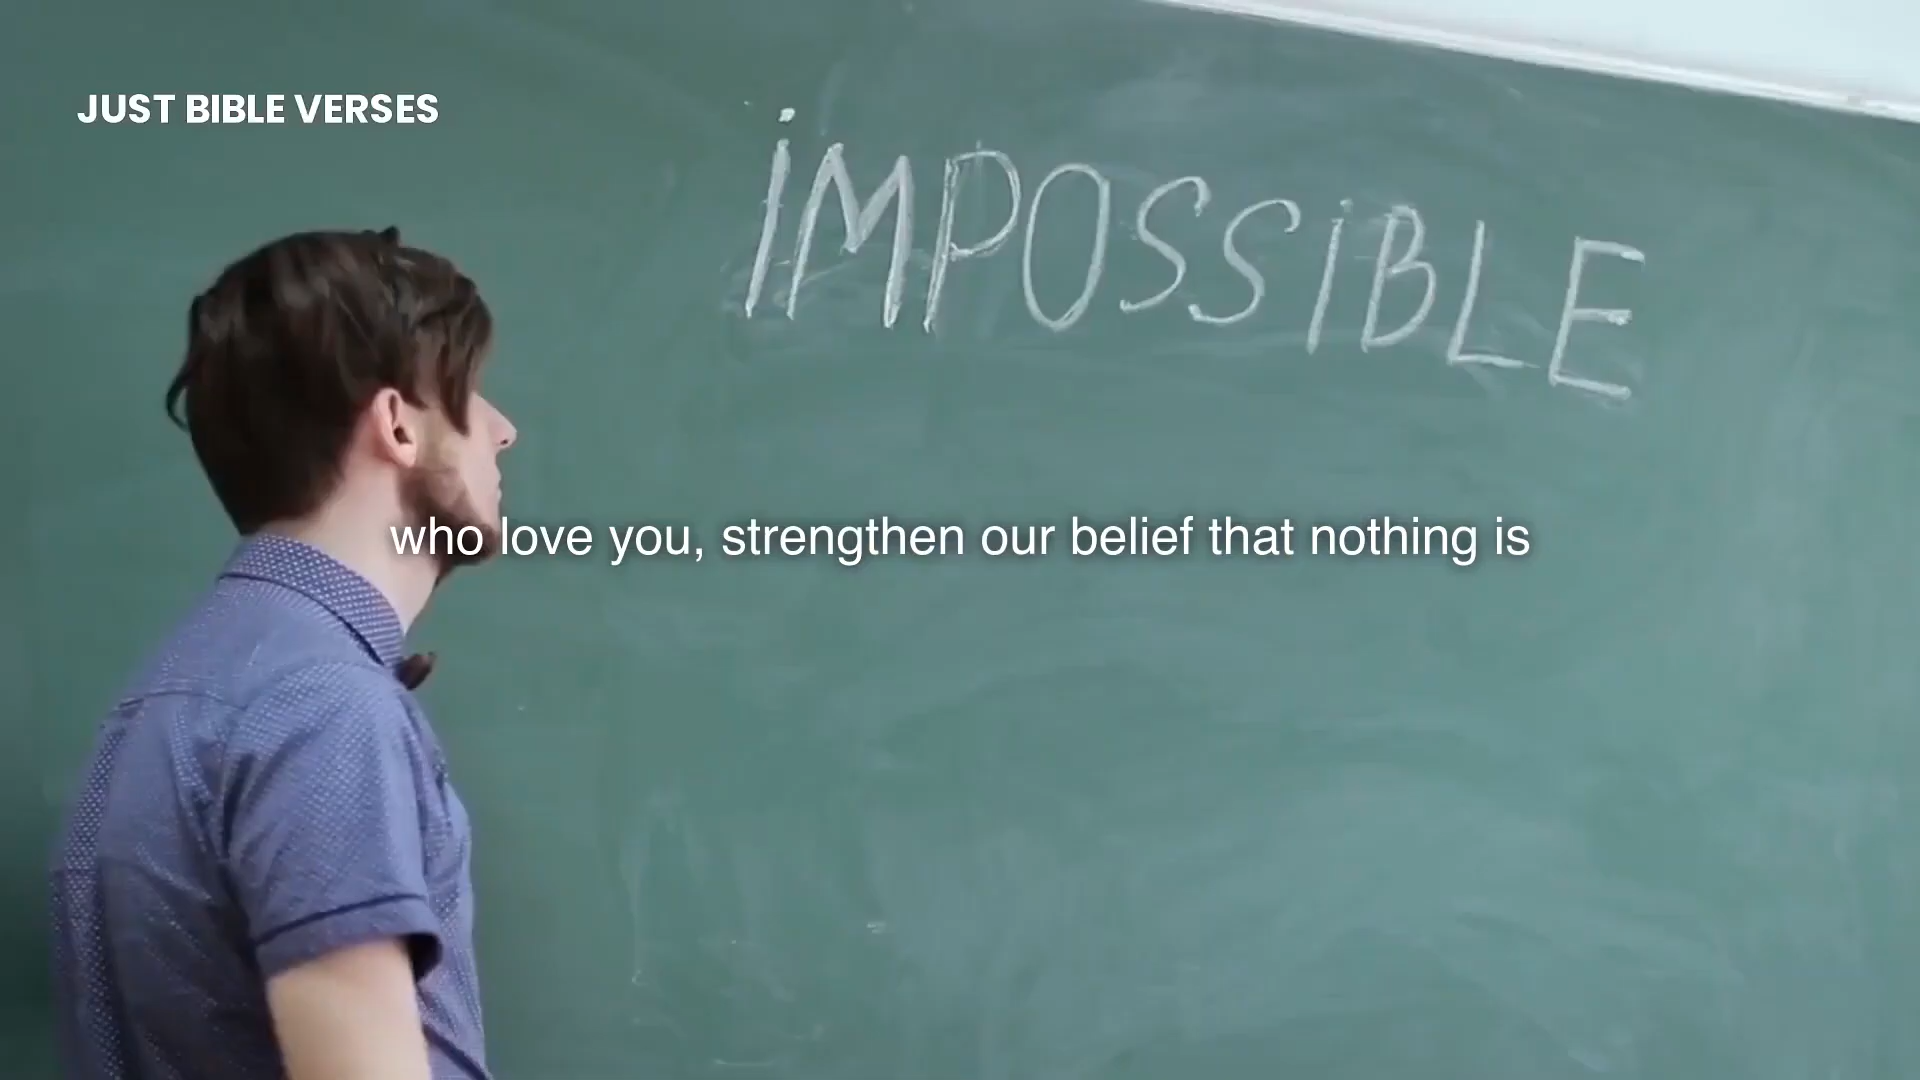 JUST BIBLE VERSES
iMPOSSiBLE
who love you, strengthen our belief that nothing is